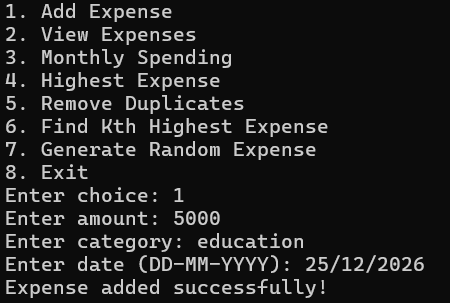 1. Add Expense
2. View Expenses
3. Monthly Spending
4. Highest Expense
5. Remove Duplicates
6. Find Kth Highest Expense
7. Generate Random Expense
8. Exit
Enter choice: 1
Enter amount: 5000
Enter category: education
Enter date (DD-MM-YYYY): 25/12/2026
Expense added successfully!